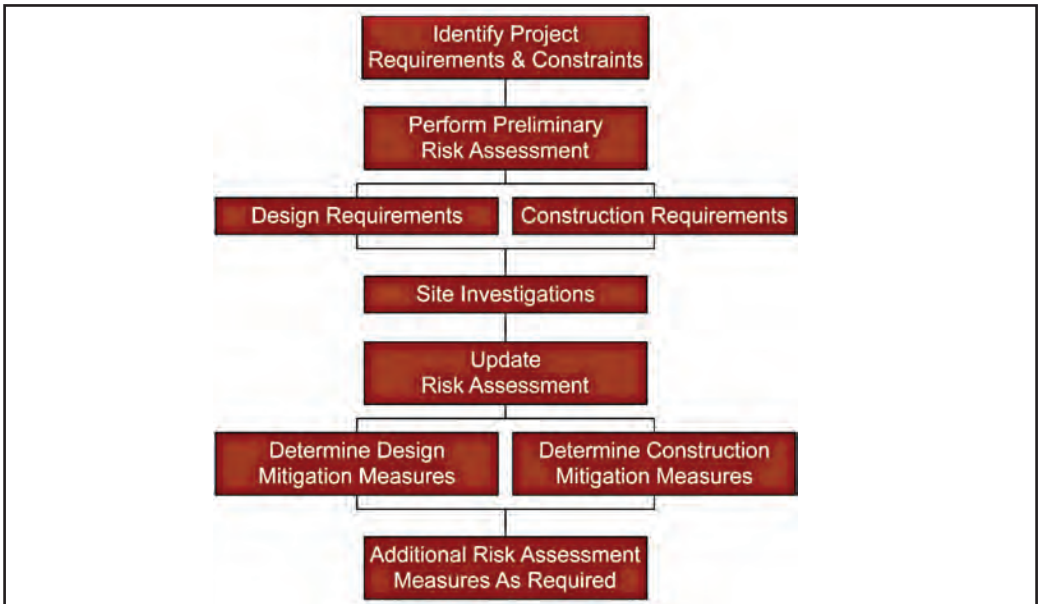 Identify Project
Requirements & Constraints
Perform Preliminary
Risk Assessment
Design Requirements
Construction Requirements
Site Investigations
Update
Risk Assessment
Determine Design
Mitigation Measures
Determine Construction
Mitigation Measures
Additional Risk Assessment
Measures As Required